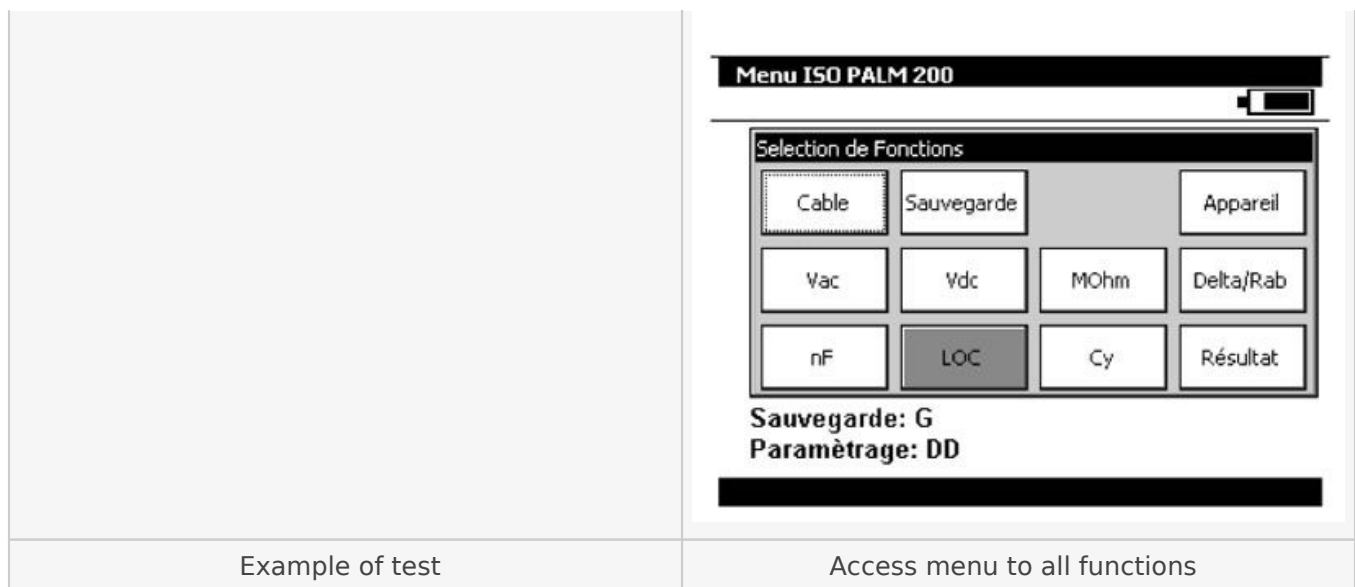 Menu ISO PALM 200
Selection de Fonctions
Cable Sauvegarde Appareil
Vac Vdc MOhm Delta/Rab
nF LOC Cy Résultat
Sauvegarde: G
Paramètrage: DD
Example of test Access menu to all functions